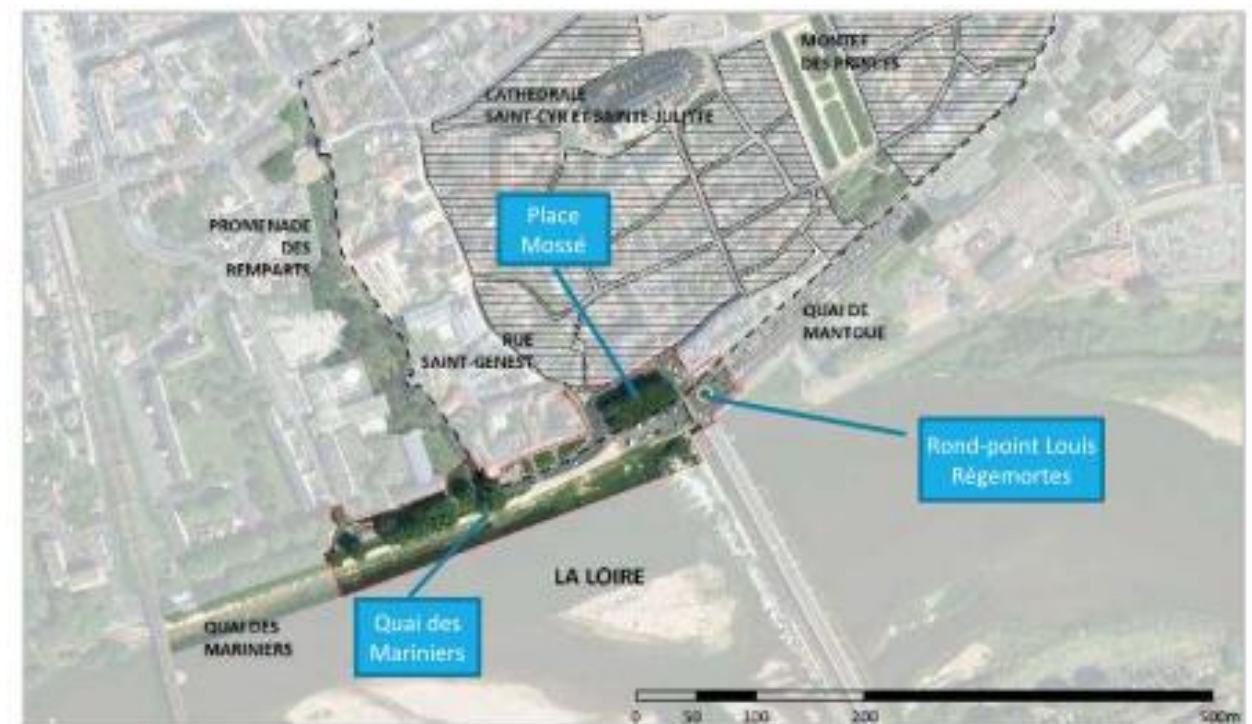 MONTEE
DES PRINCES
CATHEDRALE
SAINT-CYR ET SAINTE-JULITTE
Place
Mossé
PROMENADE
DES
REMPARTS
QUAI DE
MANTOUE
RUE
SAINT-GENEST
Rond-point Louis
Régemortes
LA LOIRE
Quai des
Mariniers
QUAI DES
MARINIERS
0 50 100 200 500m